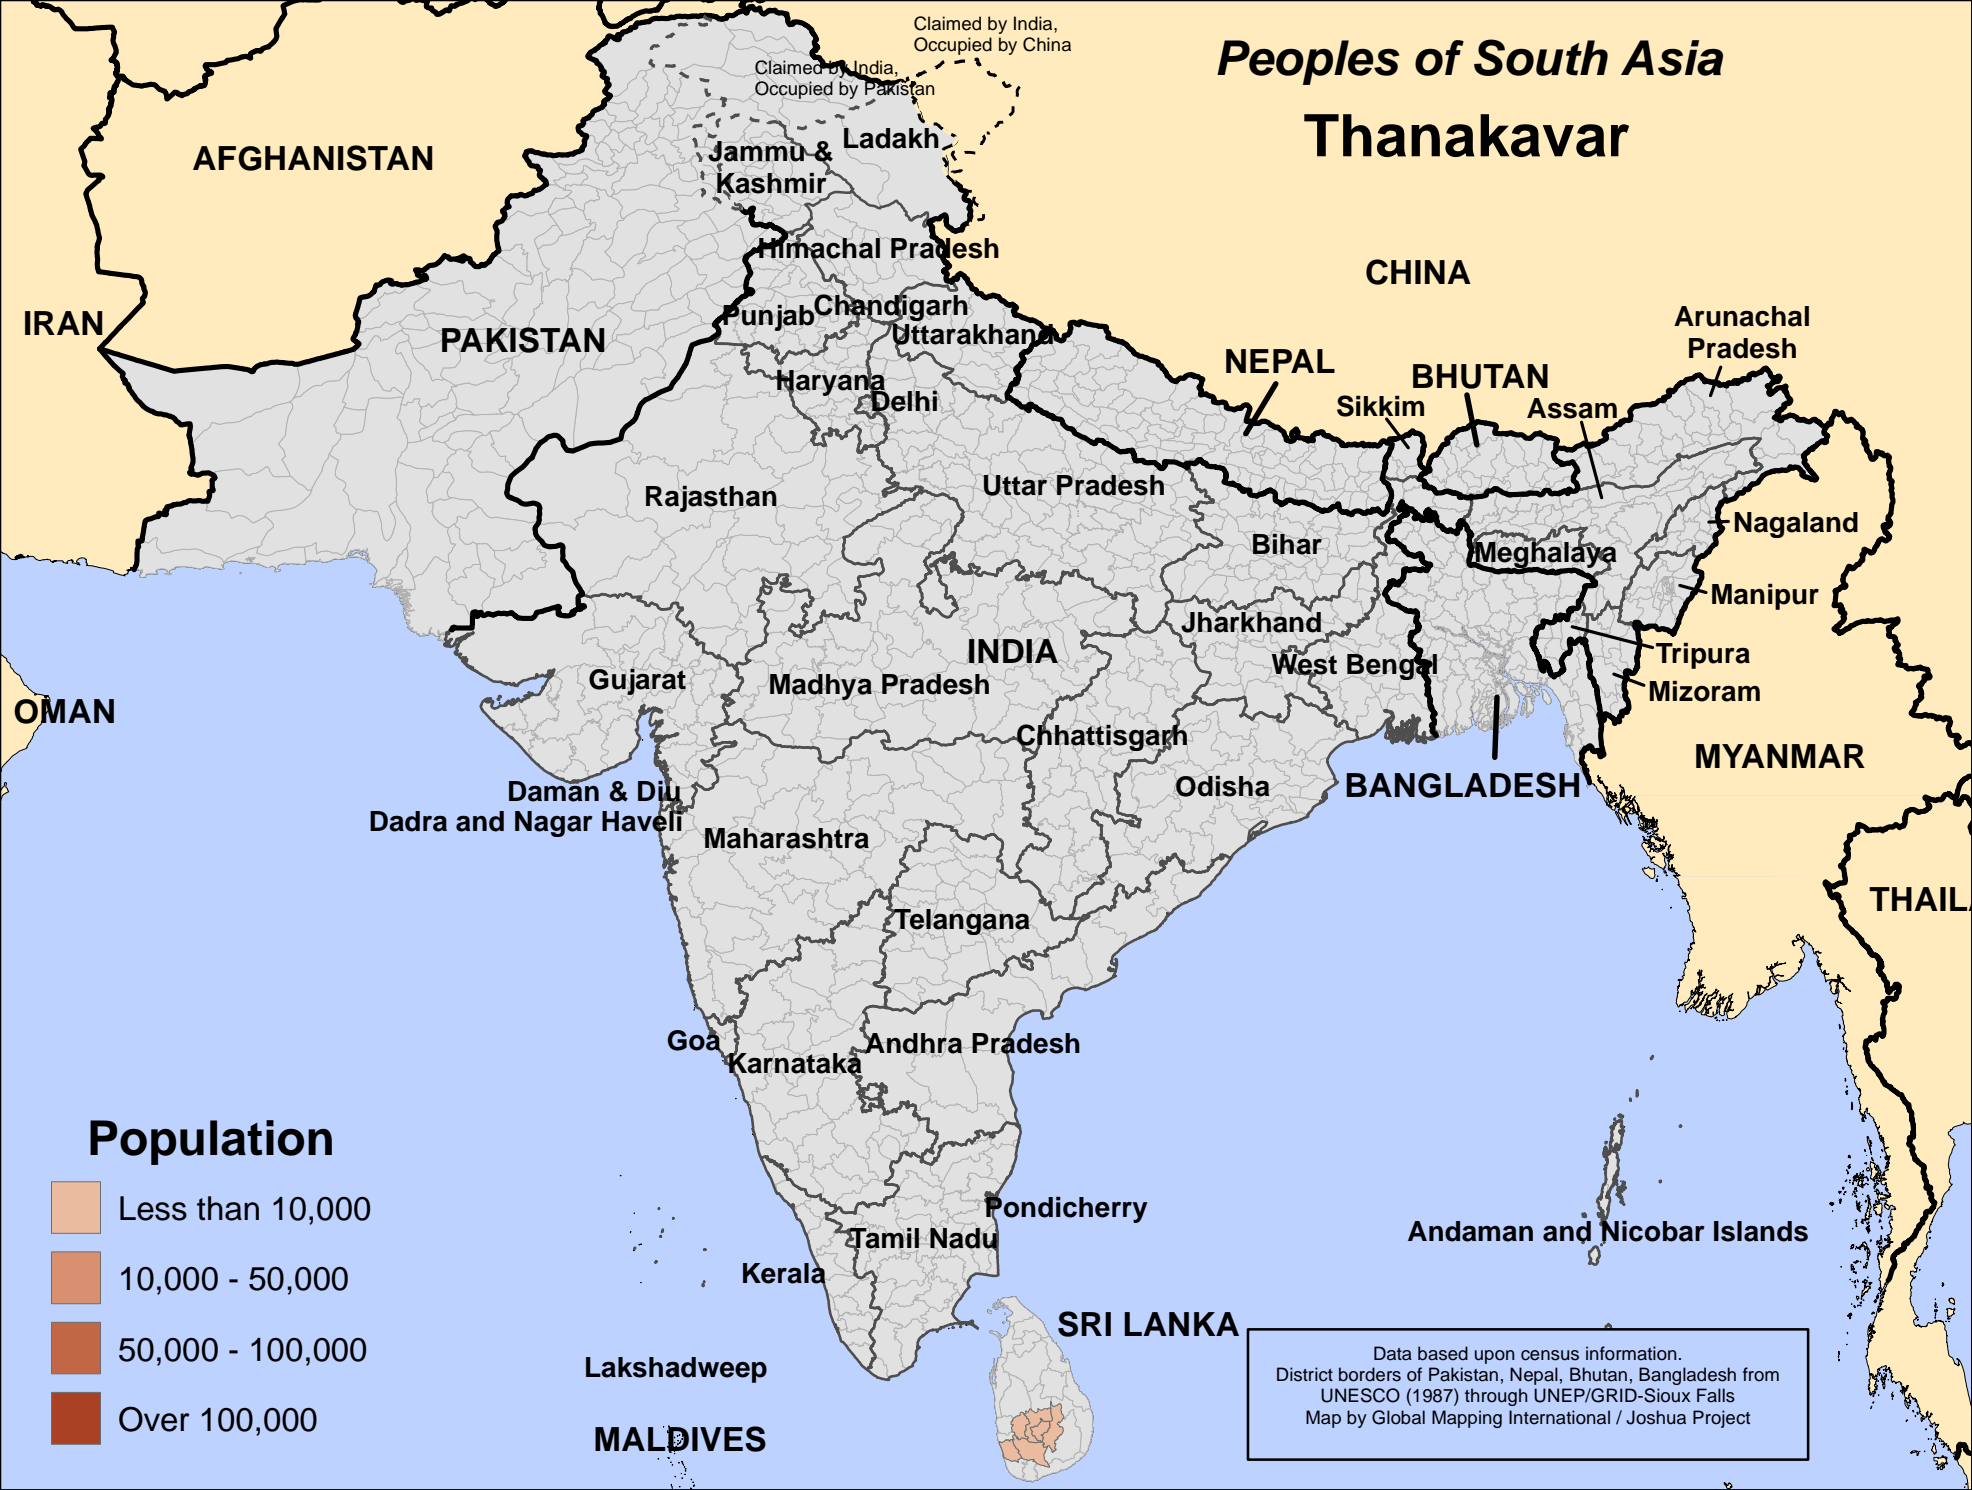 Claimed by India,
Occupied by China
Claimed by India,
Occupied by Pakistan
Peoples of South Asia
Thanakavar
AFGHANISTAN
Jammu &
Kashmir
Ladakh
Himachal Pradesh
CHINA
IRAN
PAKISTAN
Punjab
Chandigarh
Uttarakhand
Arunachal
Pradesh
NEPAL
BHUTAN
Haryana
Delhi
Sikkim
Assam
Rajasthan
Uttar Pradesh
Bihar
Meghalaya
Nagaland
Manipur
Jharkhand
INDIA
West Bengal
Tripura
Mizoram
Gujarat
Madhya Pradesh
OMAN
Chhattisgarh
MYANMAR
Odisha
BANGLADESH
Daman & Diu
Dadra and Nagar Haveli
Maharashtra
THAIL
Telangana
Goa
Karnataka
Andhra Pradesh
Population
Less than 10,000
10,000 - 50,000
50,000 - 100,000
Over 100,000
Pondicherry
Tamil Nadu
Kerala
Andaman and Nicobar Islands
SRI LANKA
Lakshadweep
MALDIVES
Data based upon census information.
District borders of Pakistan, Nepal, Bhutan, Bangladesh from
UNESCO (1987) through UNEP/GRID-Sioux Falls
Map by Global Mapping International / Joshua Project